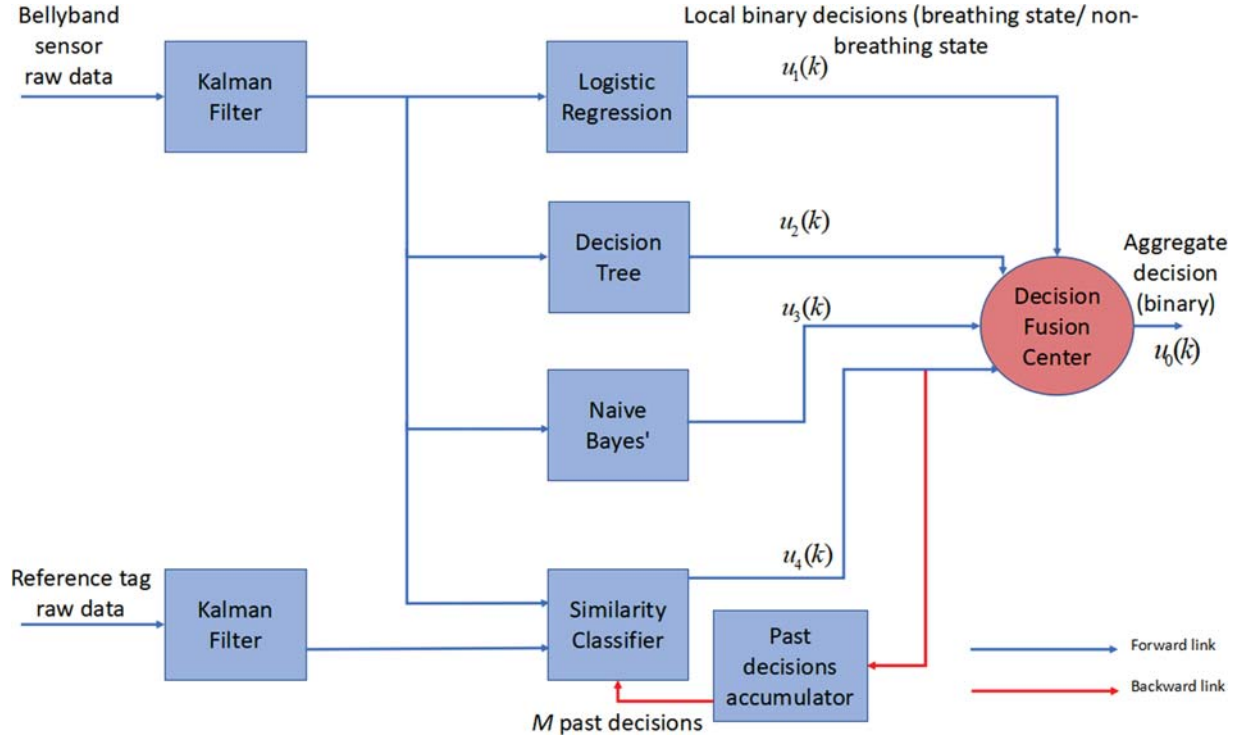 Bellyband
sensor
raw data
Kalman
Filter
Logistic
Regression
Local binary decisions (breathing state/ non-
breathing state
u₁(k)
Decision
Tree
u₂(k)
Naive
Bayes'
u₃(k)
Decision
Fusion
Center
Aggregate
decision
(binary)
u₀(k)
Reference tag
raw data
Kalman
Filter
Similarity
Classifier
u₄(k)
Past
decisions
accumulator
M past decisions
Forward link
Backward link